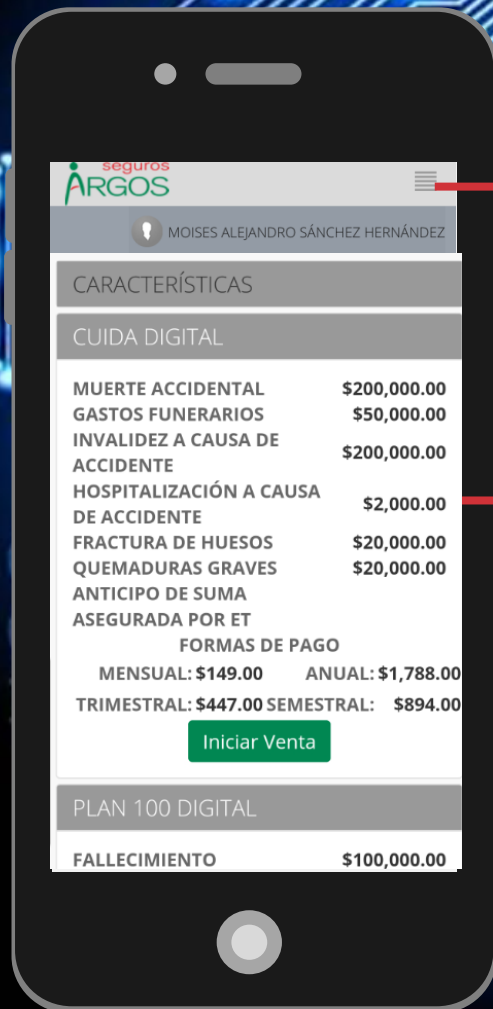 seguros
ARGOS
MOISES ALEJANDRO SÁNCHEZ HERNÁNDEZ
CARACTERÍSTICAS
CUIDA DIGITAL
MUERTE ACCIDENTAL $200,000.00
GASTOS FUNERARIOS $50,000.00
INVALIDEZ A CAUSA DE
ACCIDENTE $200,000.00
HOSPITALIZACIÓN A CAUSA
DE ACCIDENTE $2,000.00
FRACTURA DE HUESOS $20,000.00
QUEMADURAS GRAVES $20,000.00
ANTICIPO DE SUMA
ASEGURADA POR ET
FORMAS DE PAGO
MENSUAL: $149.00 ANUAL: $1,788.00
TRIMESTRAL: $447.00 SEMESTRAL: $894.00
Iniciar Venta
PLAN 100 DIGITAL
FALLECIMIENTO $100,000.00